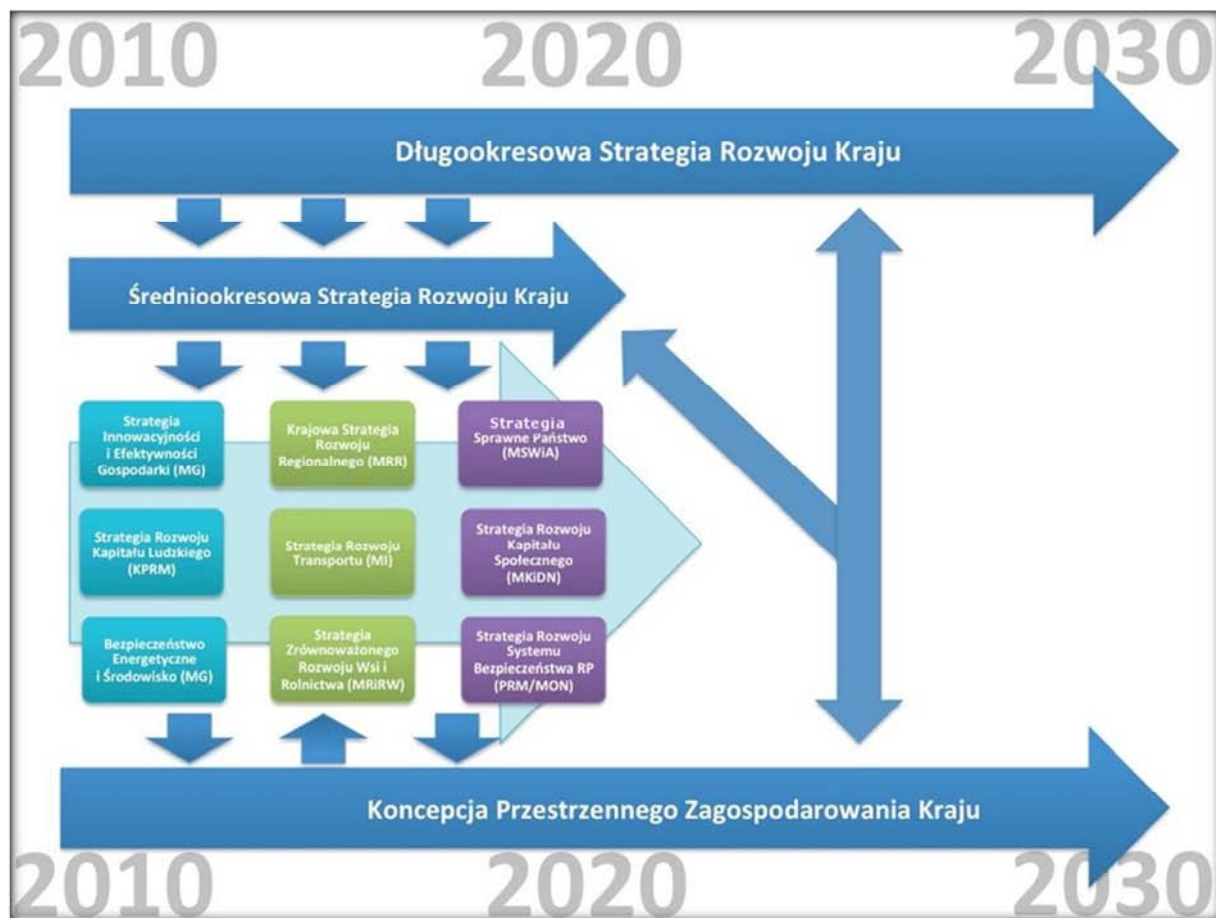 2010 2020 2030
Długookresowa Strategia Rozwoju Kraju
Średniookresowa Strategia Rozwoju Kraju
Strategia
Innowacyjności
i Efektywności
Gospodarki (MG)
Krajowa Strategia
Rozwoju
Regionalnego (MRR)
Strategia
Sprawne Państwo
(MSWiA)
Strategia Rozwoju
Kapitału Ludzkiego
(KPRM)
Strategia Rozwoju
Transportu (MI)
Strategia Rozwoju
Kapitału
Społecznego
(MKiDN)
Bezpieczeństwo
Energetyczne
i Środowisko (MG)
Strategia
Zrównoważonego
Rozwoju Wsi i
Rolnictwa (MRiRW)
Strategia Rozwoju
Systemu
Bezpieczeństwa RP
(PRM/MON)
Koncepcja Przestrzennego Zagospodarowania Kraju
2010 2020 2030